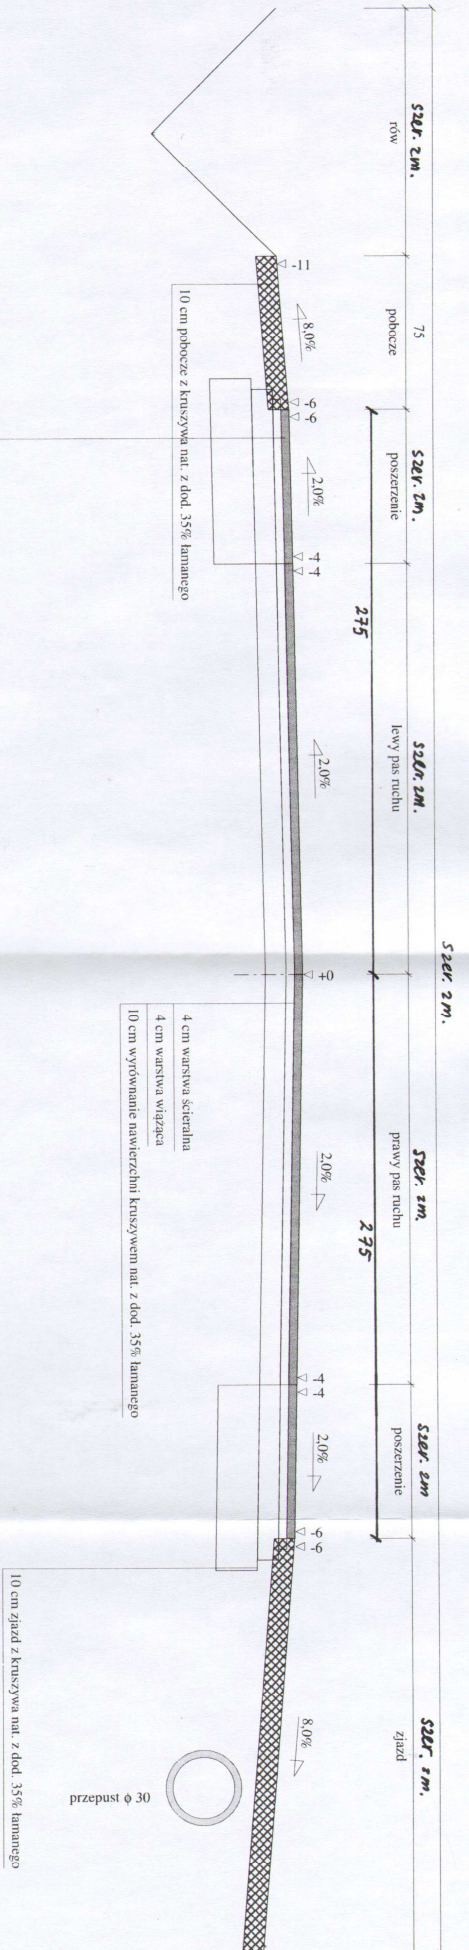 szer. zm.
szer. zm. 75 szer. zm. szer. zm. szer. zm. szer. zm szer. zm.
rów pobocze poszerzenie lewy pas ruchu prawy pas ruchu poszerzenie zjazd
275 275
8,0% 2,0% 2,0% 2,0% 2,0% 8,0%
-11 -6 -6 -4 -4 +0 -4 -4 -6 -6
10 cm pobocze z kruszywa nat. z dod. 35% łamanego
4 cm warstwa ścieralna
4 cm warstwa wiążąca
10 cm wyrównanie nawierzchni kruszywem nat. z dod. 35% łamanego
przepust ϕ 30
10 cm zjazd z kruszywa nat. z dod. 35% łamanego